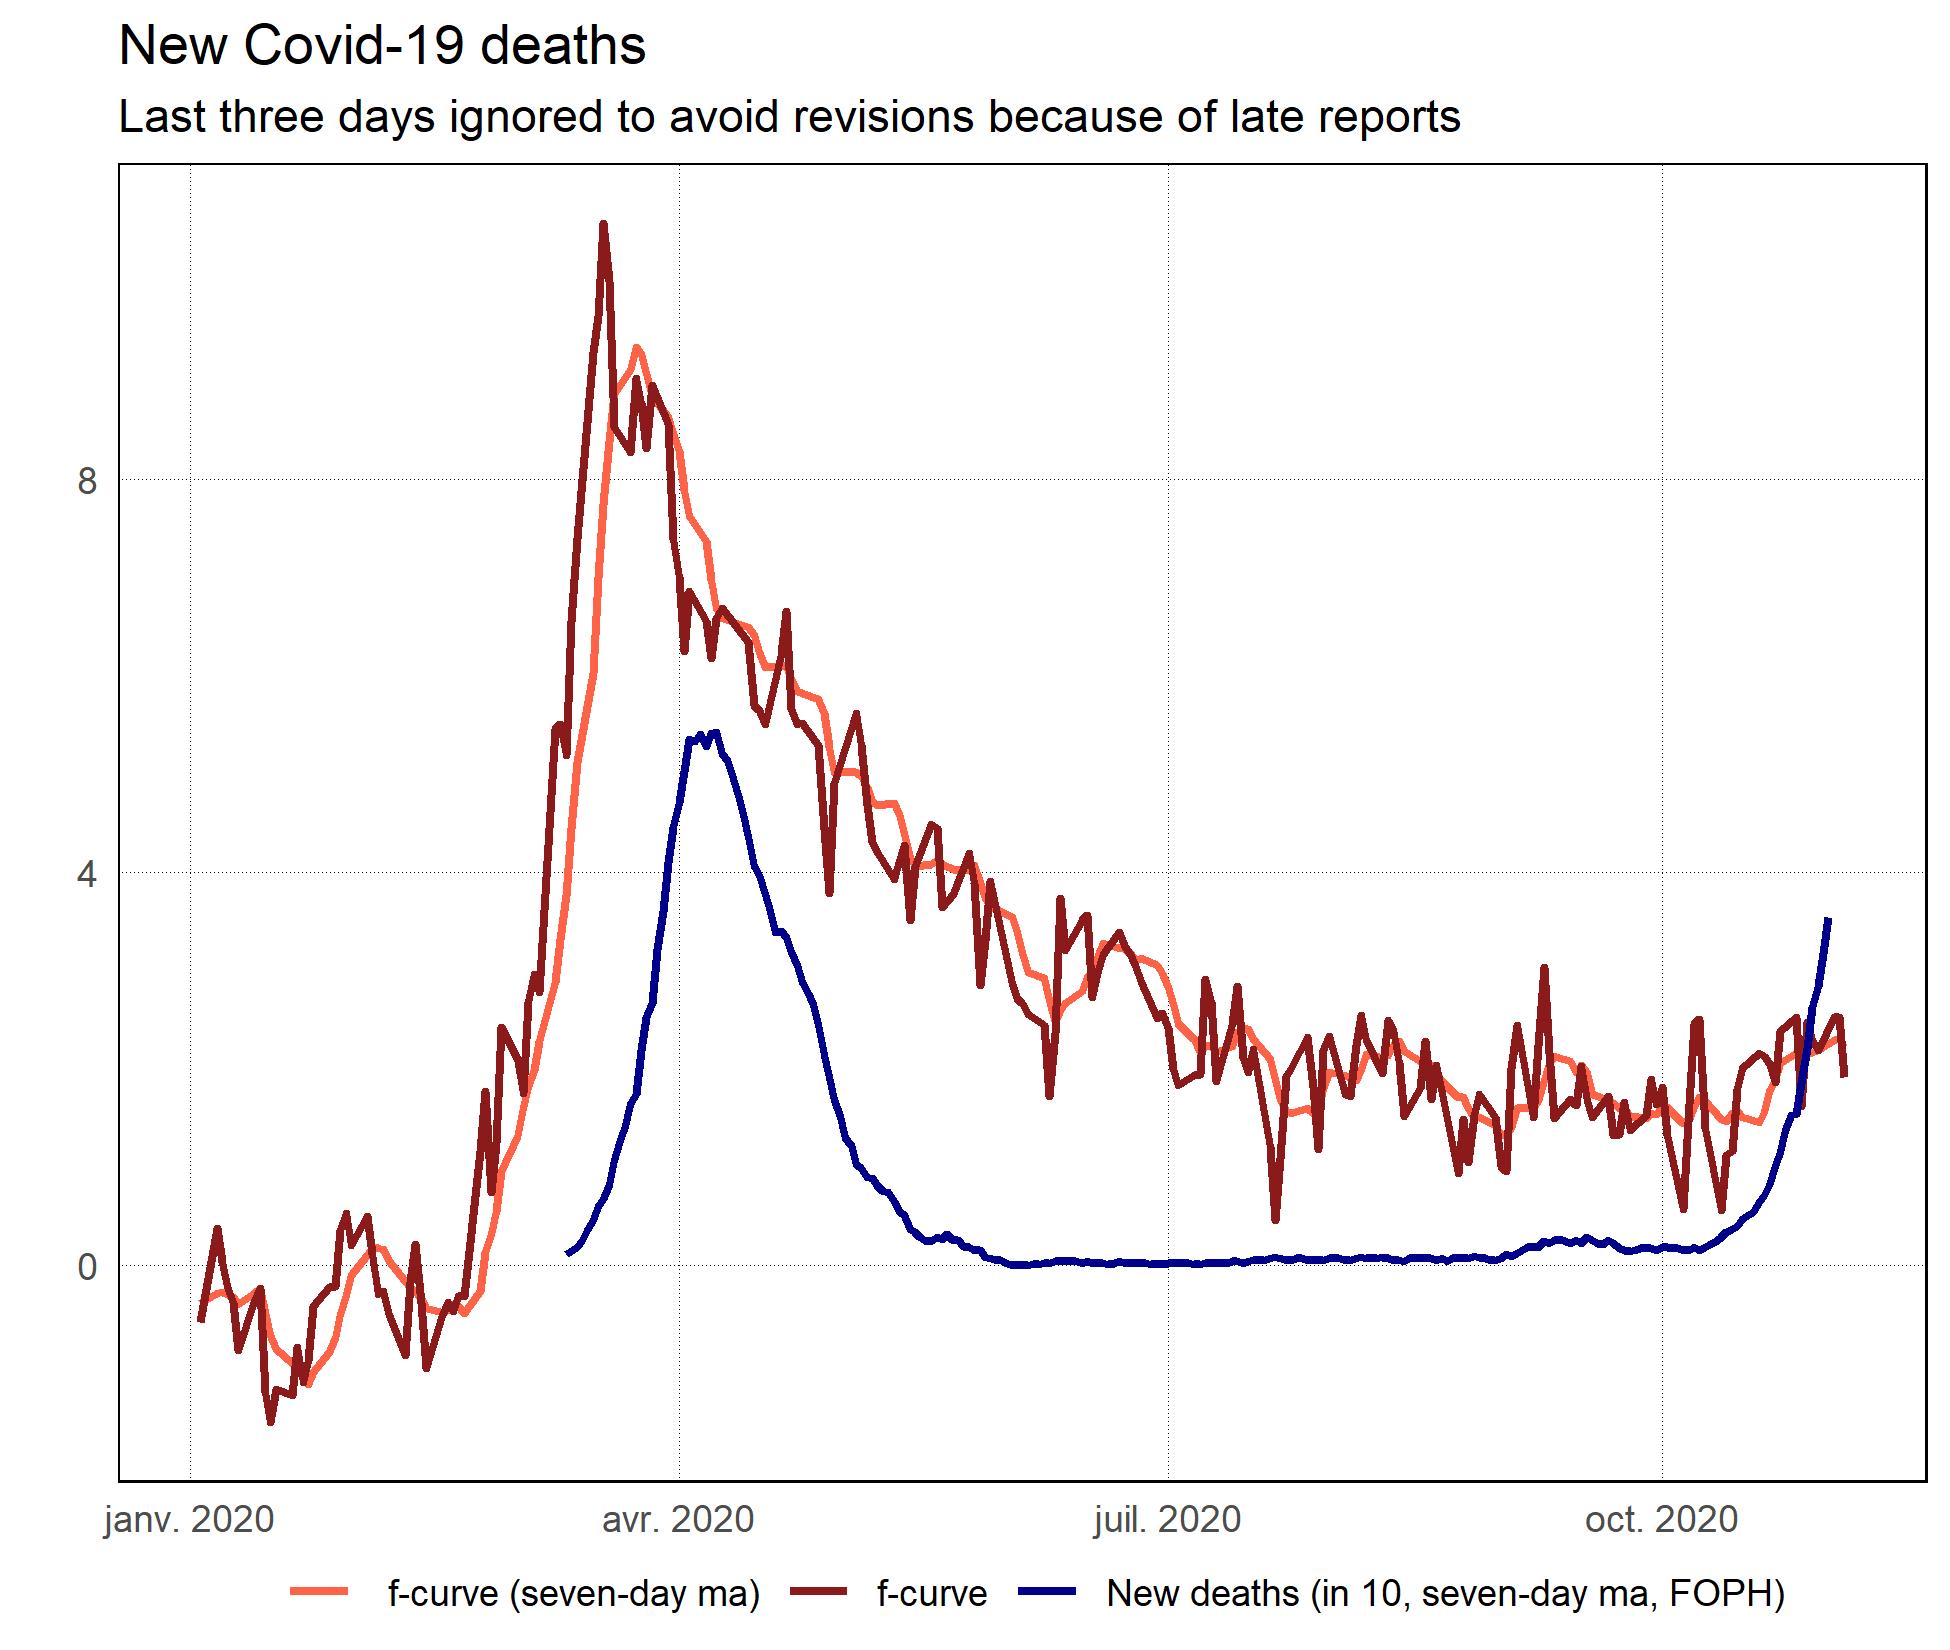 New Covid-19 deaths
Last three days ignored to avoid revisions because of late reports
8
4
0
janv. 2020 avr. 2020 juil. 2020 oct. 2020
f-curve (seven-day ma) f-curve New deaths (in 10, seven-day ma, FOPH)